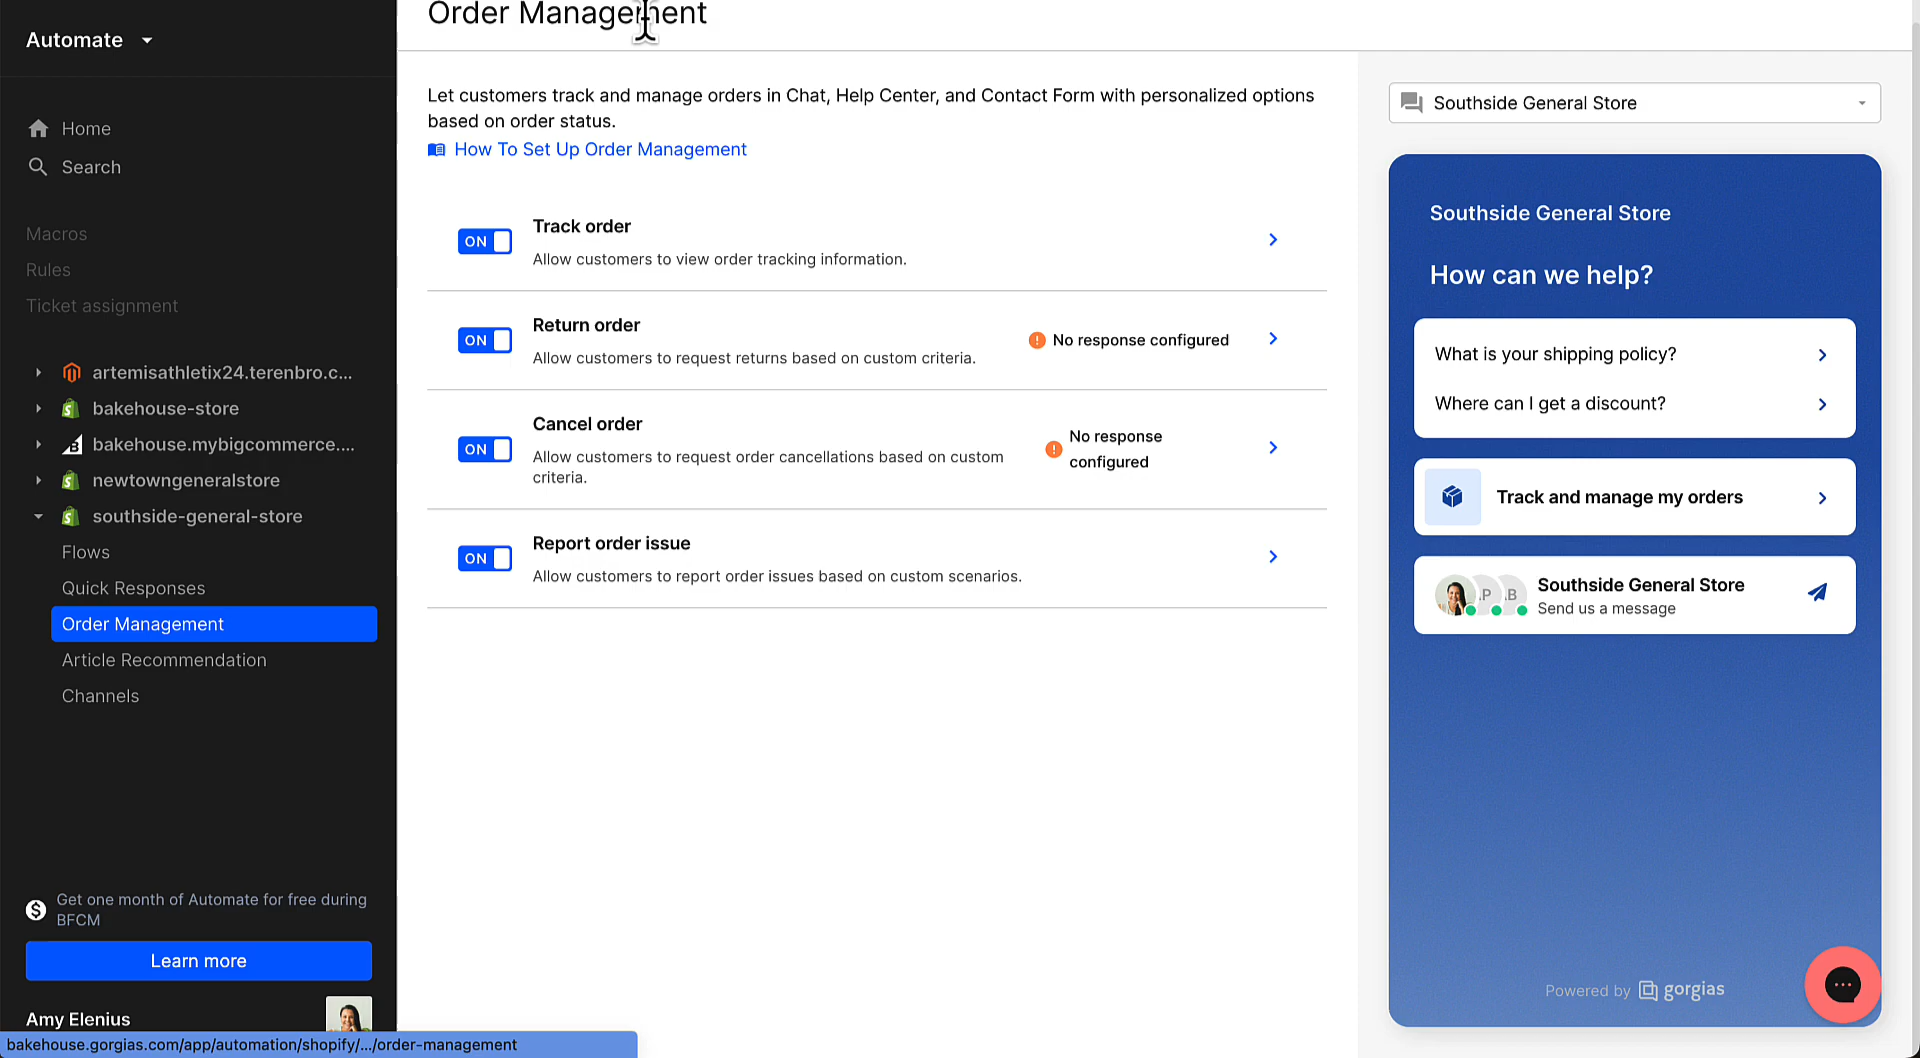 Automate
Home
Search
Macros
Rules
Ticket assignment
artemisathletix24.terenbro.c...
bakehouse-store
bakehouse.mybigcommerce....
newtowngeneralstore
southside-general-store
Flows
Quick Responses
Order Management
Article Recommendation
Channels
Get one month of Automate for free during
BFCM
Learn more
Amy Elenius
bakehouse.gorgias.com/app/automation/shopify/.../order-management
Order Management
Let customers track and manage orders in Chat, Help Center, and Contact Form with personalized options
based on order status.
How To Set Up Order Management
ON
Track order
Allow customers to view order tracking information.
ON
Return order
Allow customers to request returns based on custom criteria.
No response configured
ON
Cancel order
Allow customers to request order cancellations based on custom
criteria.
No response
configured
ON
Report order issue
Allow customers to report order issues based on custom scenarios.
Southside General Store
Southside General Store
How can we help?
What is your shipping policy?
Where can I get a discount?
Track and manage my orders
P B
Southside General Store
Send us a message
Powered by gorgias